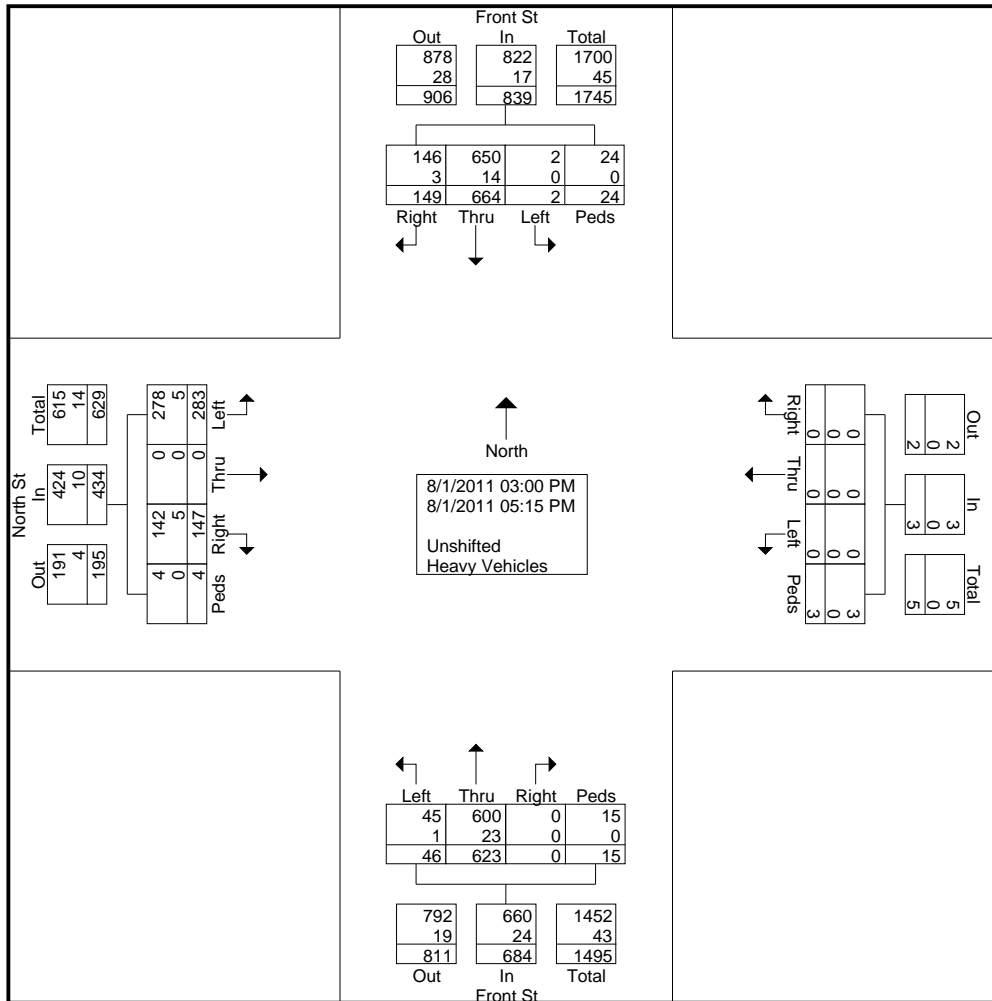 Front St
Out In Total
878 822 1700
28 17 45
906 839 1745
146 650 2 24
3 14 0 0
149 664 2 24
Right Thru Left Peds
North St
Total In Out
615 424 191
14 10 4
629 434 195
278 0 142 4
5 0 5 0
283 0 147 4
Left Thru Right Peds
North
8/1/2011 03:00 PM
8/1/2011 05:15 PM
Unshifted
Heavy Vehicles
Right Thru Left Peds
0 0 0 3
0 0 0 0
0 0 0 3
2 3 5
0 0 0
2 3 5
Out In Total
Left Thru Right Peds
45 600 0 15
1 23 0 0
46 623 0 15
792 660 1452
19 24 43
811 684 1495
Out In Total
Front St